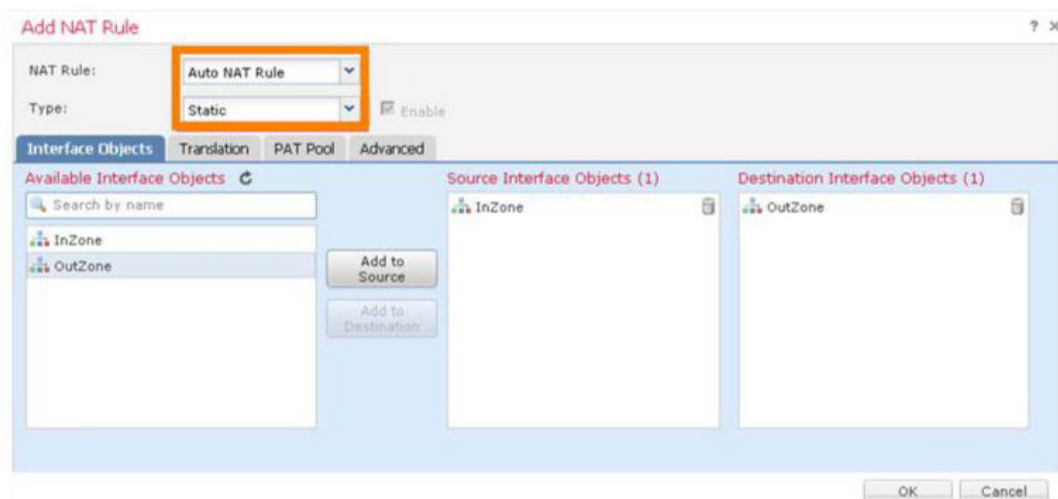 Add NAT Rule ? X
NAT Rule: Auto NAT Rule
Type: Static Enable
Interface Objects Translation PAT Pool Advanced
Available Interface Objects Source Interface Objects (1) Destination Interface Objects (1)
Search by name InZone OutZone
InZone
OutZone
Add to
Source
Add to
Destination
OK Cancel